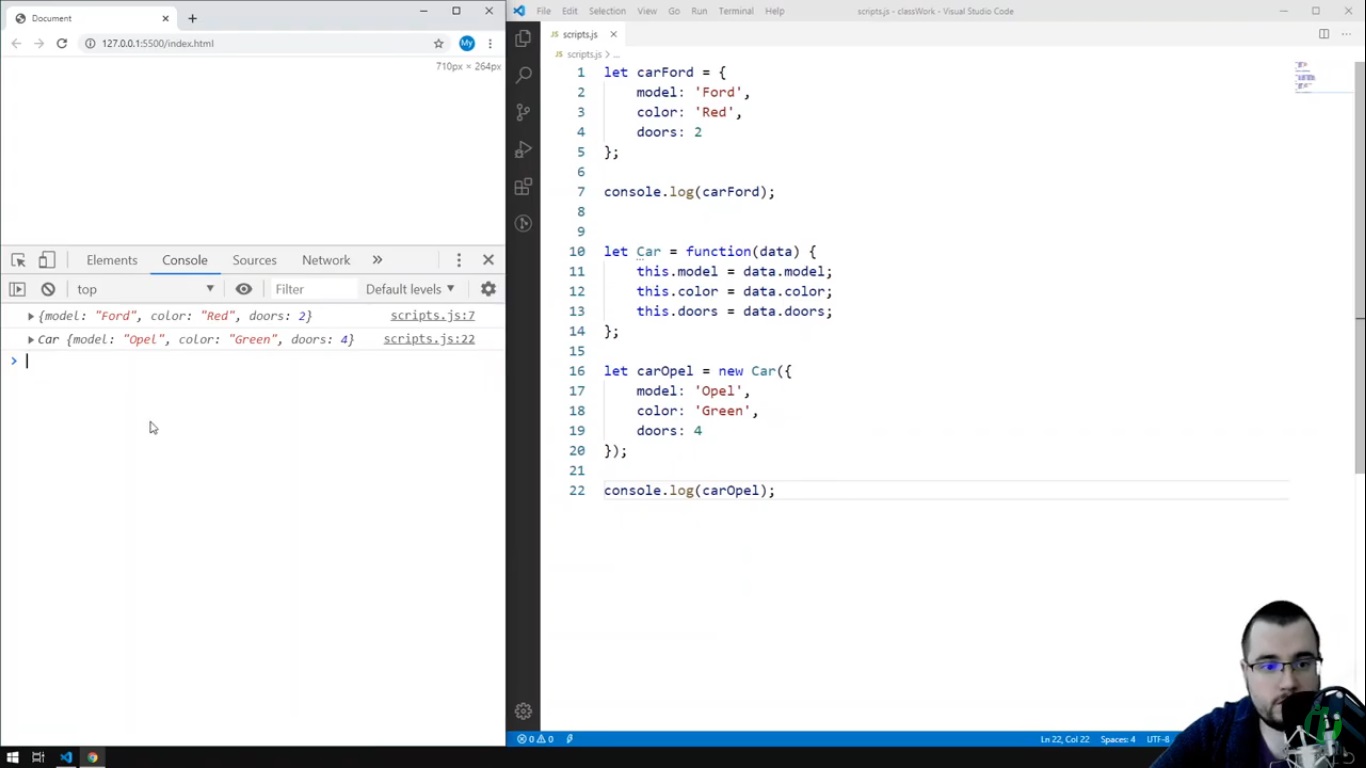 Document
127.0.0.1:5500/index.html
My
710px × 264px
Elements
Console
Sources
Network
top
Filter
Default levels
{model: "Ford", color: "Red", doors: 2}
scripts.js:7
Car {model: "Opel", color: "Green", doors: 4}
scripts.js:22
File Edit Selection View Go Run Terminal Help
scripts.js - classWork - Visual Studio Code
JS scripts.js
JS scripts.js > ...
1 let carFord = {
2 model: 'Ford',
3 color: 'Red',
4 doors: 2
5 };
6
7 console.log(carFord);
8
9
10 let Car = function(data) {
11 this.model = data.model;
12 this.color = data.color;
13 this.doors = data.doors;
14 };
15
16 let carOpel = new Car({
17 model: 'Opel',
18 color: 'Green',
19 doors: 4
20 });
21
22 console.log(carOpel);
0 0
Ln 22, Col 22 Spaces: 4 UTF-8